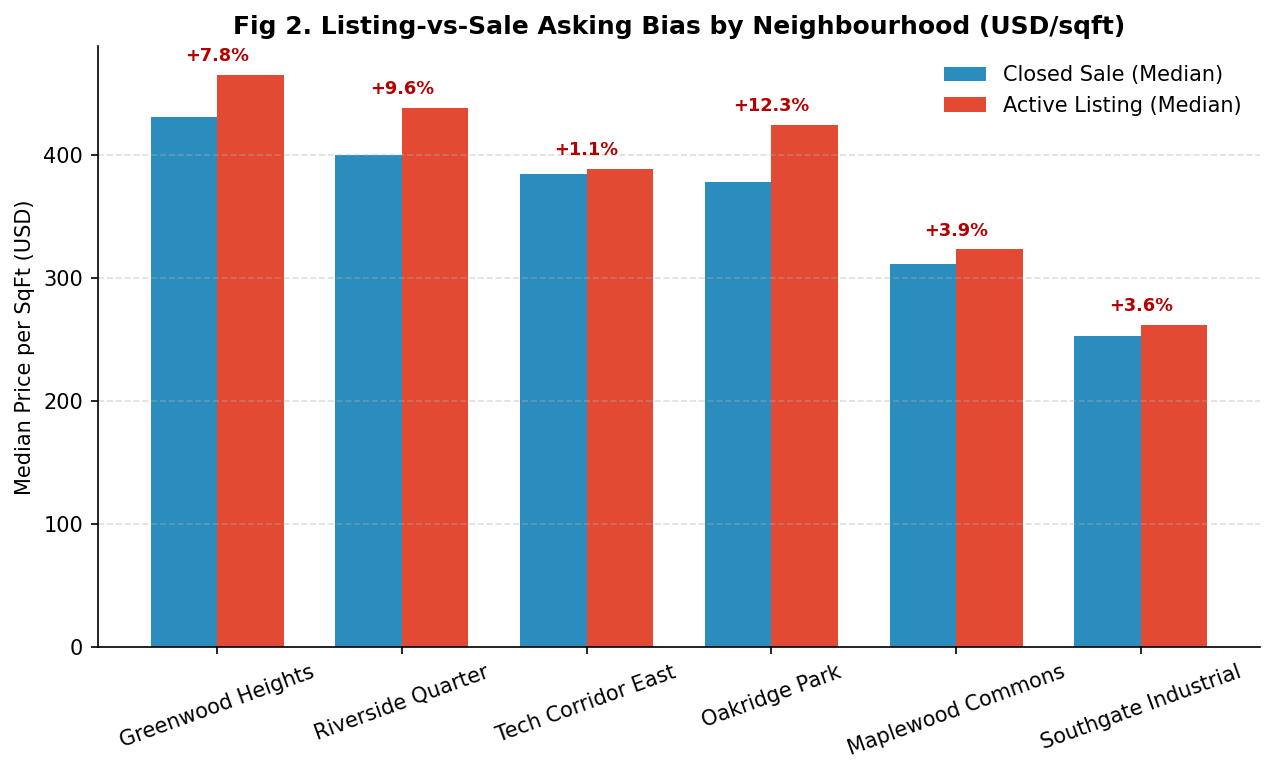 Fig 2. Listing-vs-Sale Asking Bias by Neighbourhood (USD/sqft)
Closed Sale (Median)
Active Listing (Median)
+7.8%
+9.6%
+1.1%
+12.3%
+3.9%
+3.6%
Median Price per SqFt (USD)
400
300
200
100
0
Greenwood Heights
Riverside Quarter
Tech Corridor East
Oakridge Park
Maplewood Commons
Southgate Industrial